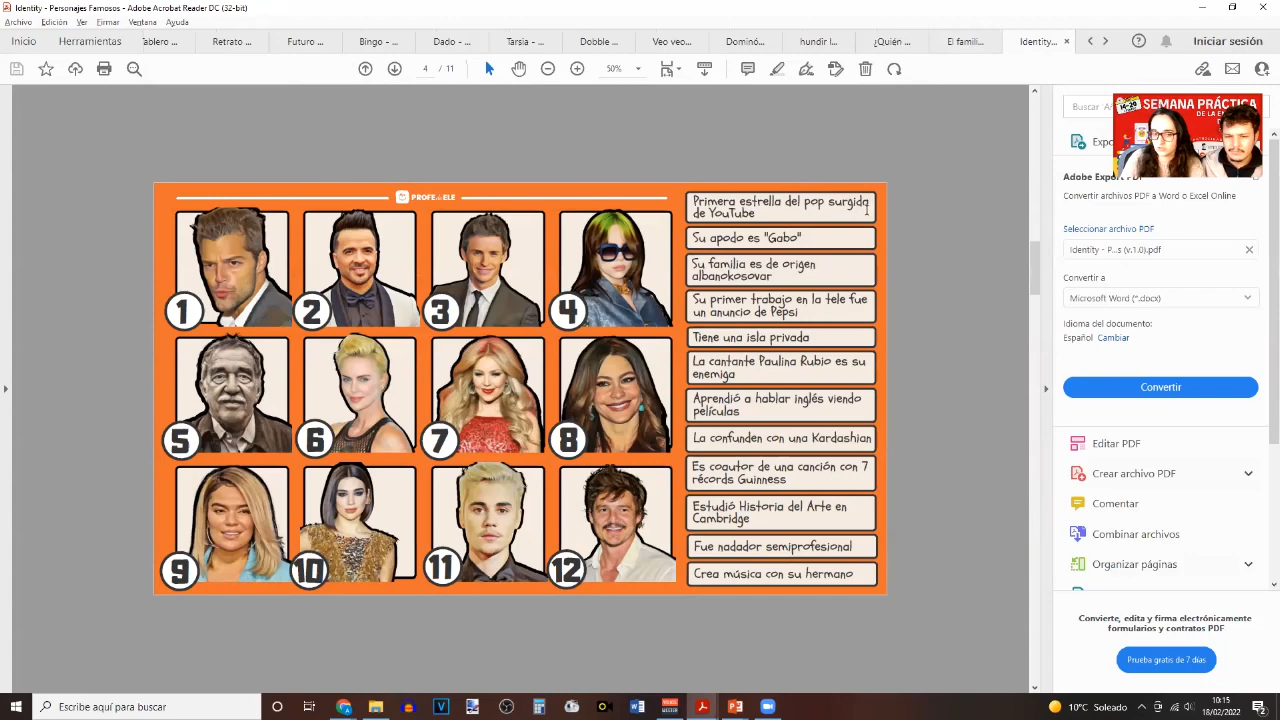 Identity - Personajes Famosos - Adobe Acrobat Reader DC (32-bit)
Archivo Edición Ver Firmar Ventana Ayuda
Inicio Herramientas Tablero ... Retrato ... Futuro ... Bingo - ... Dado - ... Tarsia - ... Dobble ... Veo veo... Dominó... hundir l... ¿Quién ... El famili... Identity... Iniciar sesión
4 / 11 50%
SEMANA PRÁCTICA
DE LA EN
Buscar
Expo
Adobe Export PDF
Convertir archivos PDF a Word o Excel Online
Seleccionar archivo PDF
Identity - P...s (v.1.0).pdf
Convertir a
Microsoft Word (*.docx)
Idioma del documento:
Español Cambiar
Convertir
Editar PDF
Crear archivo PDF
Comentar
Combinar archivos
Organizar páginas
Convierte, edita y firma electrónicamente
formularios y contratos PDF
Prueba gratis de 7 días
PROFE de ELE
1 2 3 4
5 6 7 8
9 10 11 12
Primera estrella del pop surgida
de YouTube
Su apodo es "Gabo"
Su familia es de origen
albanokosovar
Su primer trabajo en la tele fue
un anuncio de Pepsi
Tiene una isla privada
La cantante Paulina Rubio es su
enemiga
Aprendió a hablar inglés viendo
películas
La confunden con una Kardashian
Es coautor de una canción con 7
récords Guinness
Estudió Historia del Arte en
Cambridge
Fue nadador semiprofesional
Crea música con su hermano
Escribe aquí para buscar
10°C Soleado
10:15
18/02/2022